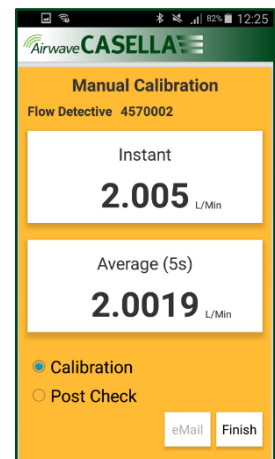 82% 12:25
Airwave CASELLA
Manual Calibration
Flow Detective 4570002
Instant
2.005 L/Min
Average (5s)
2.0019 L/Min
Calibration
Post Check
eMail Finish